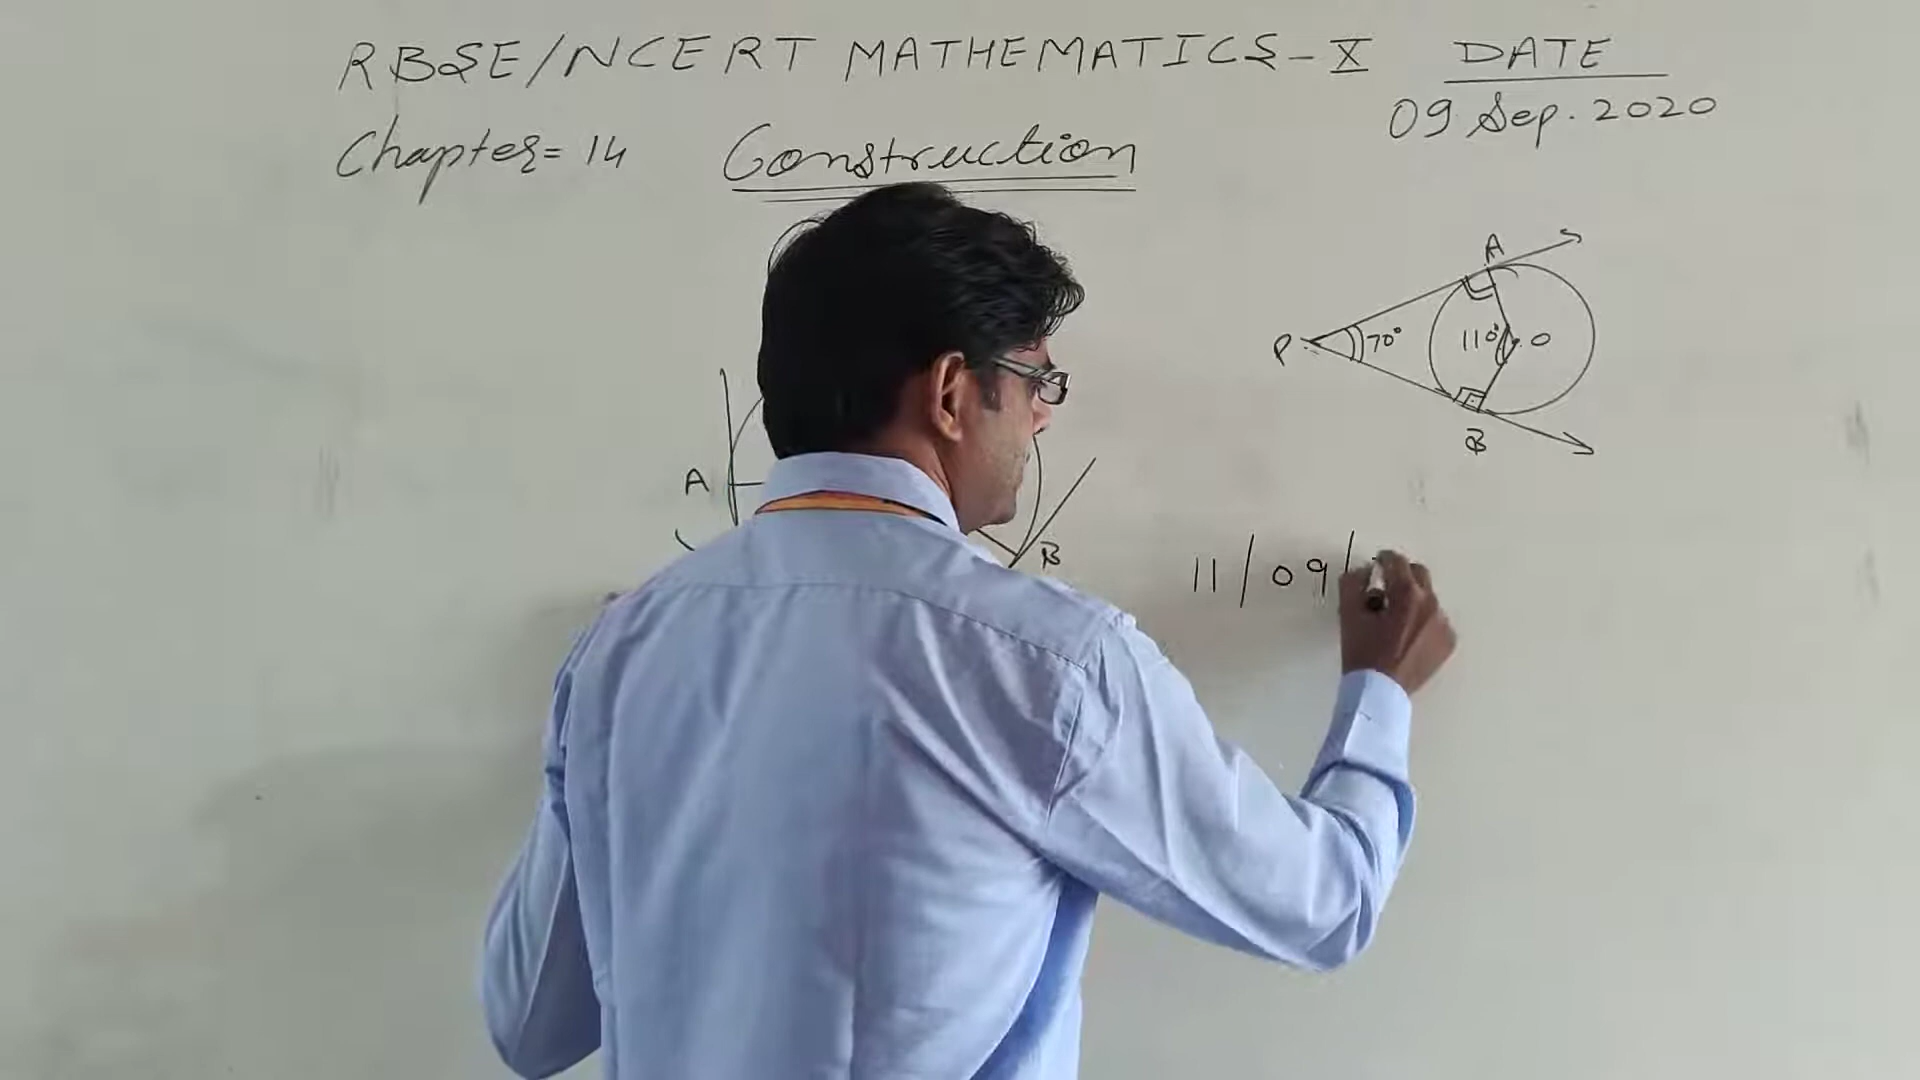 RBSE/NCERT MATHEMATICS-X DATE
09 Sep. 2020
Chapter= 14 Construction
A
P 70° 110° O
B
A
B
11/09/